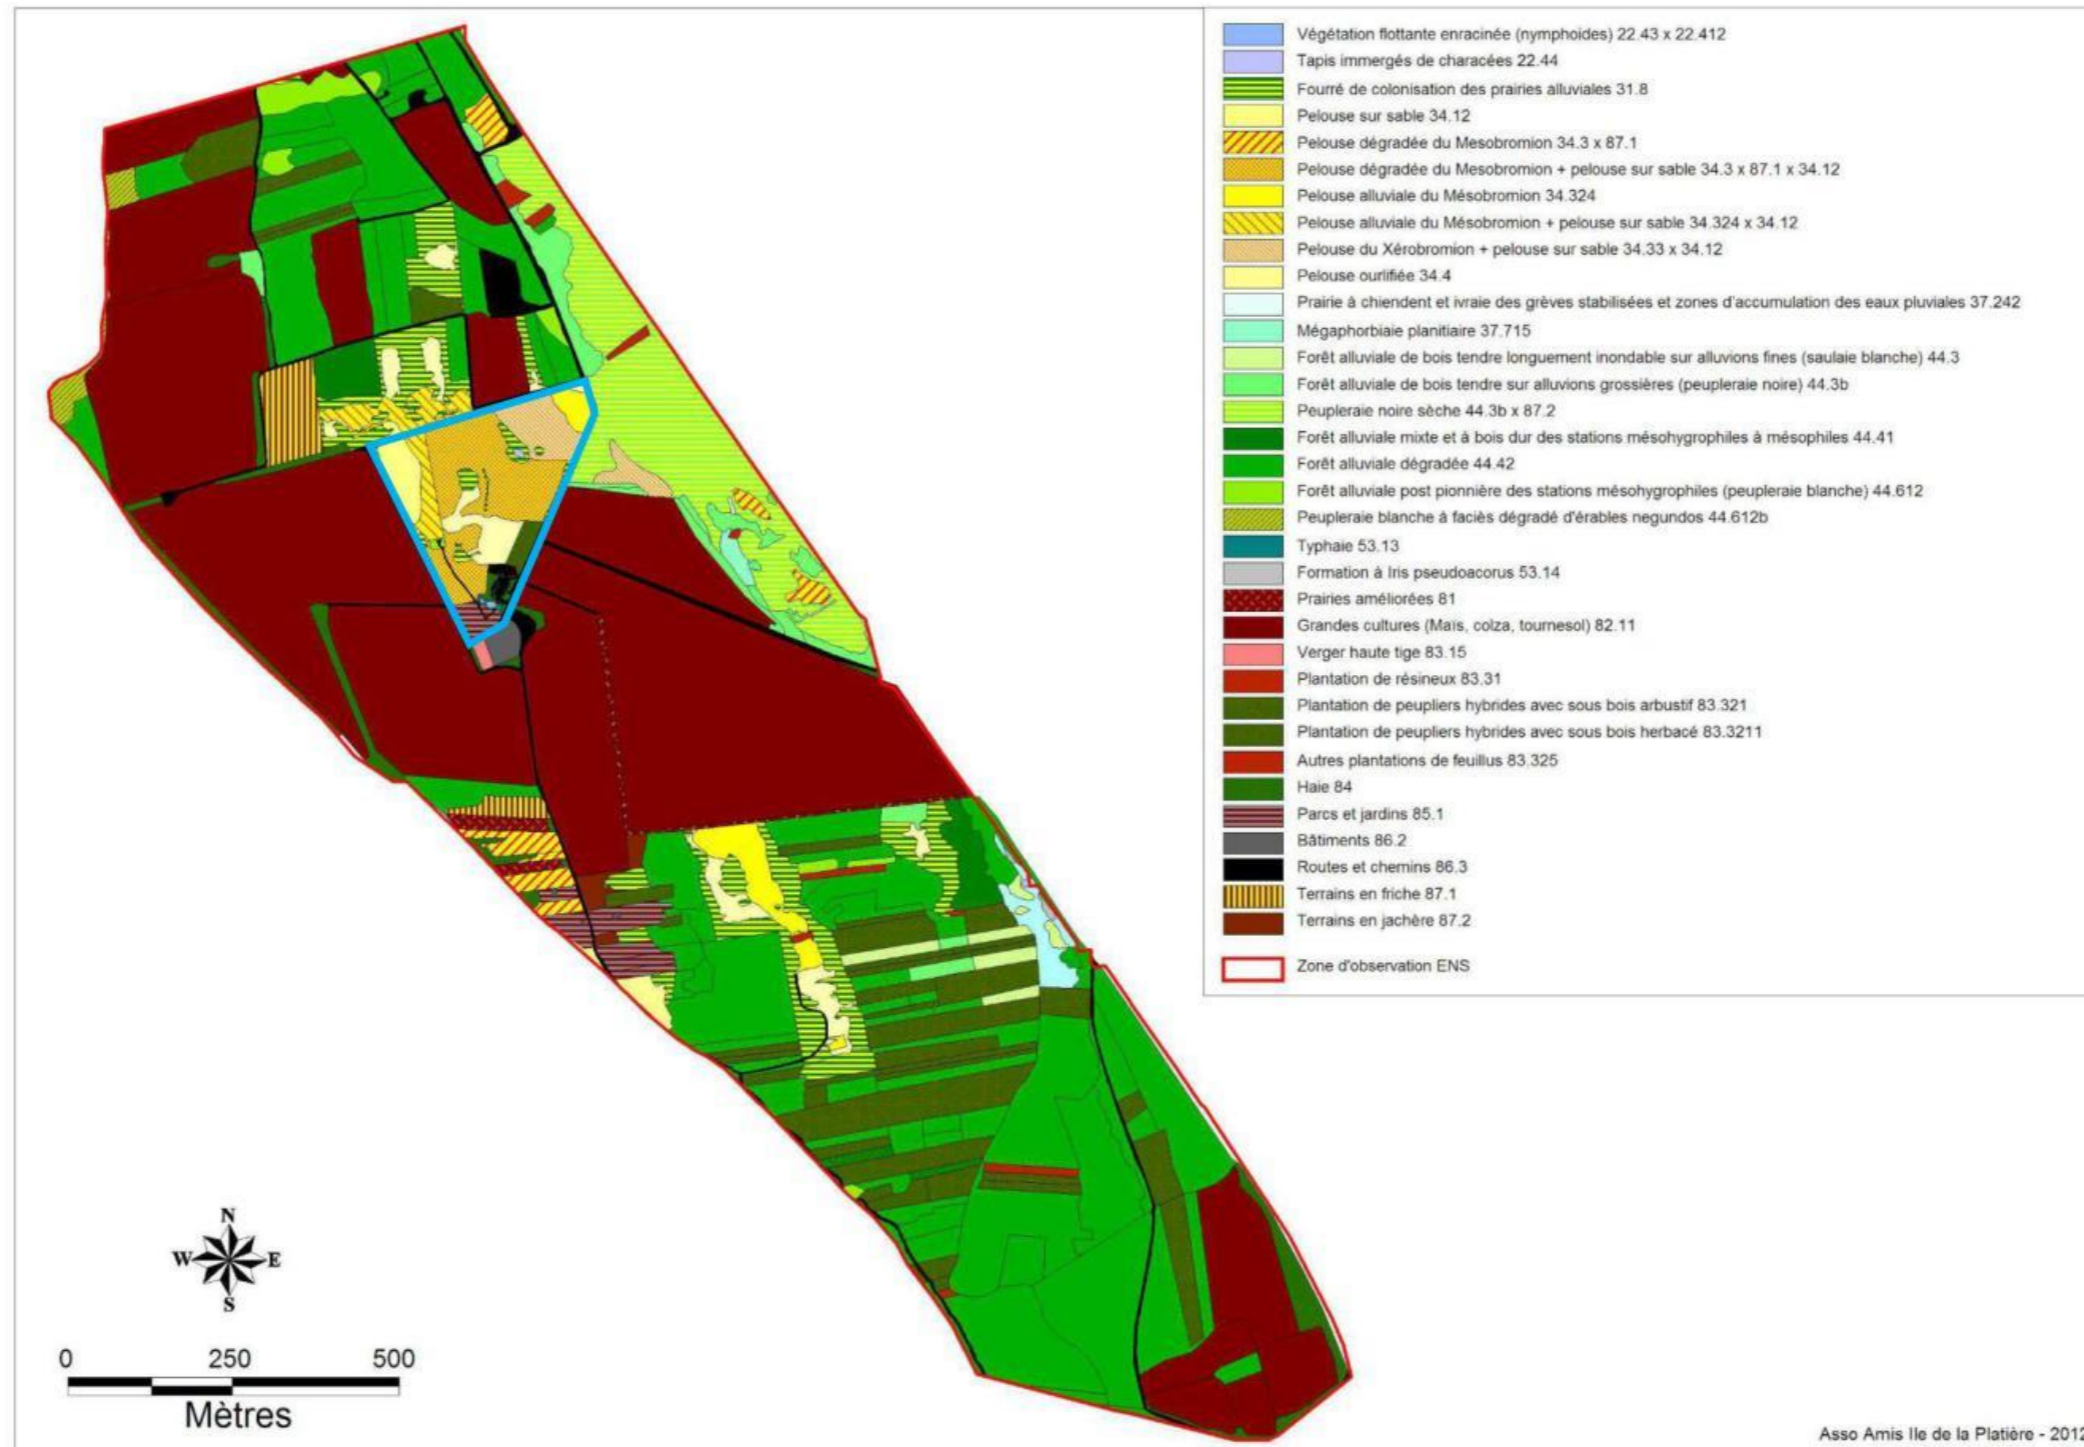 Végétation flottante enracinée (nymphoides) 22.43 x 22.412
Tapis immergés de characées 22.44
Fourré de colonisation des prairies alluviales 31.8
Pelouse sur sable 34.12
Pelouse dégradée du Mesobromion 34.3 x 87.1
Pelouse dégradée du Mesobromion + pelouse sur sable 34.3 x 87.1 x 34.12
Pelouse alluviale du Mésobromion 34.324
Pelouse alluviale du Mésobromion + pelouse sur sable 34.324 x 34.12
Pelouse du Xérobromion + pelouse sur sable 34.33 x 34.12
Pelouse ourlifiée 34.4
Prairie à chiendent et ivraie des grèves stabilisées et zones d'accumulation des eaux pluviales 37.242
Mégaphorbiaie planitiaire 37.715
Forêt alluviale de bois tendre longuement inondable sur alluvions fines (saulaie blanche) 44.3
Forêt alluviale de bois tendre sur alluvions grossières (peupleraie noire) 44.3b
Peupleraie noire sèche 44.3b x 87.2
Forêt alluviale mixte et à bois dur des stations mésohygrophiles à mésophiles 44.41
Forêt alluviale dégradée 44.42
Forêt alluviale post pionnière des stations mésohygrophiles (peupleraie blanche) 44.612
Peupleraie blanche à faciès dégradé d'érables negundos 44.612b
Typhaie 53.13
Formation à Iris pseudoacorus 53.14
Prairies améliorées 81
Grandes cultures (Maïs, colza, tournesol) 82.11
Verger haute tige 83.15
Plantation de résineux 83.31
Plantation de peupliers hybrides avec sous bois arbustif 83.321
Plantation de peupliers hybrides avec sous bois herbacé 83.3211
Autres plantations de feuillus 83.325
Haie 84
Parcs et jardins 85.1
Bâtiments 86.2
Routes et chemins 86.3
Terrains en friche 87.1
Terrains en jachère 87.2
Zone d'observation ENS
N
W E
S
0 250 500
Mètres
Asso Amis Ile de la Platière - 2012